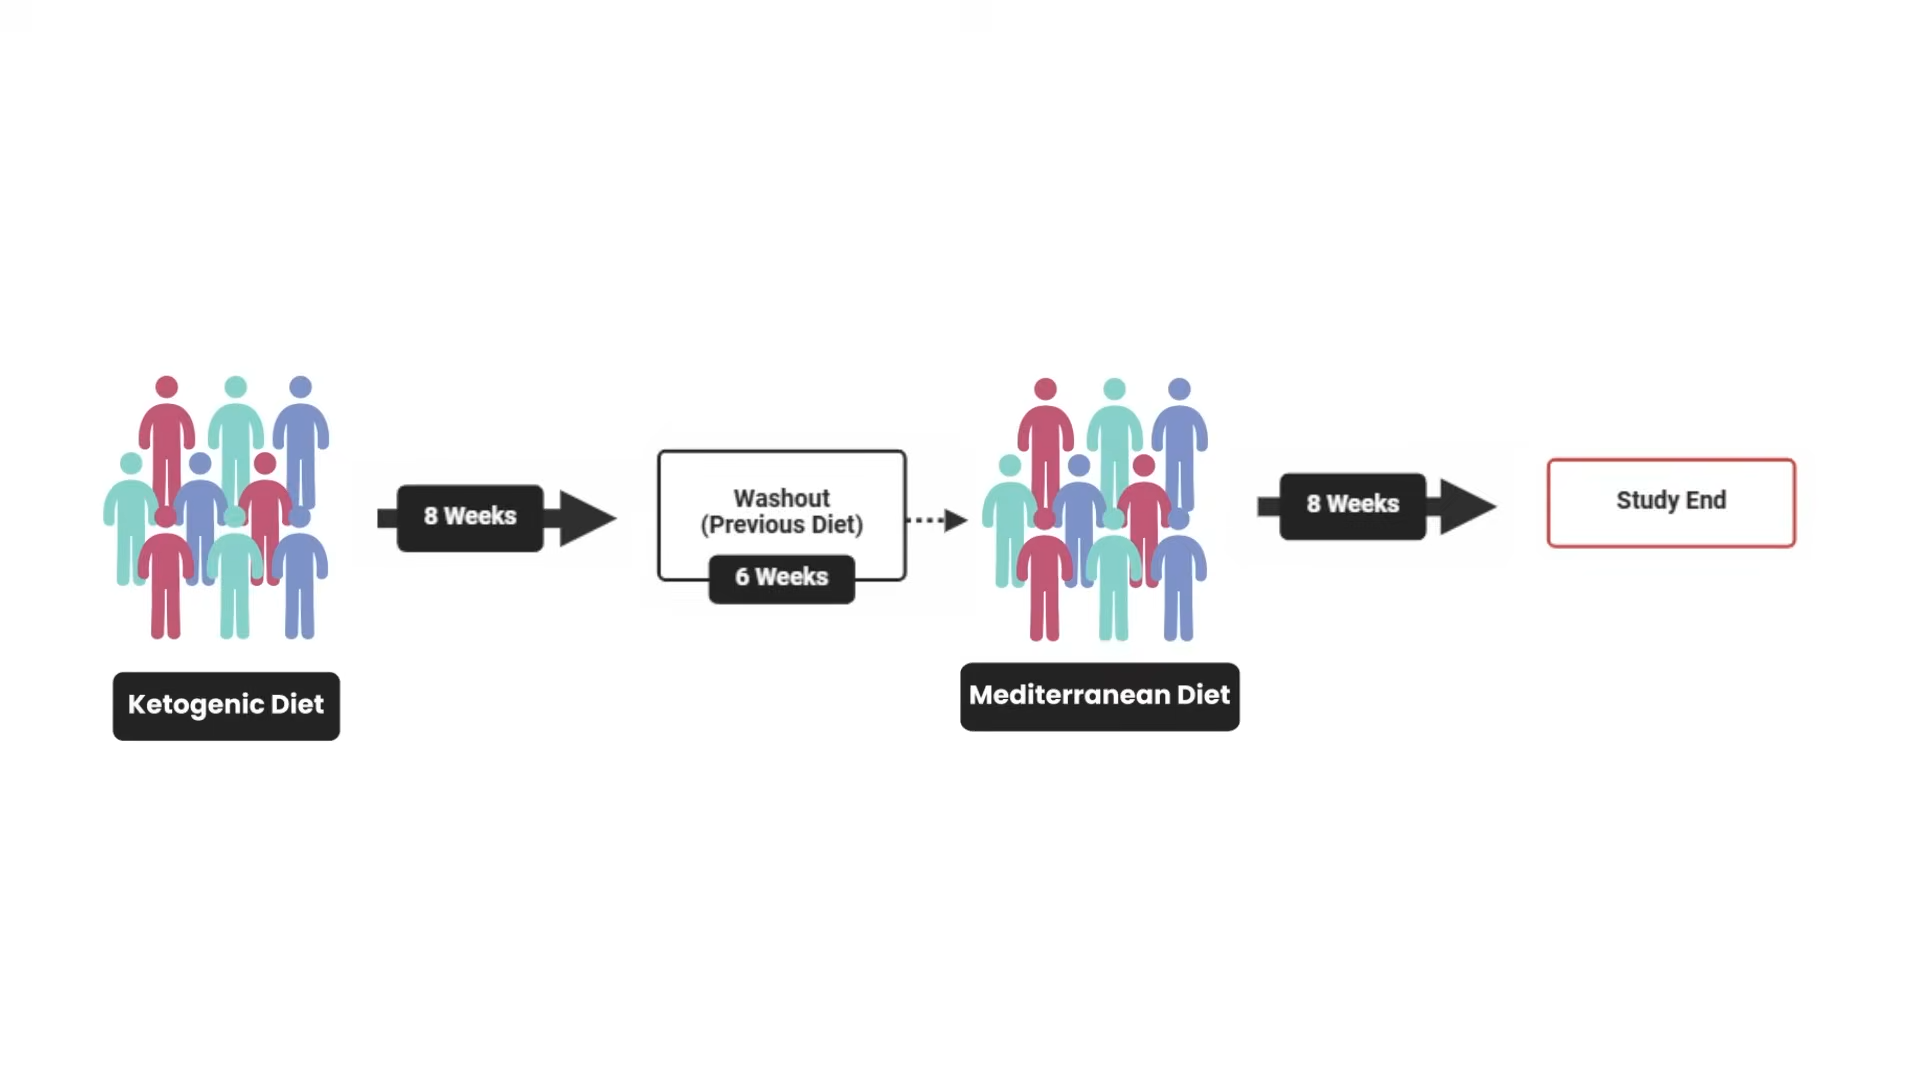 Ketogenic Diet
8 Weeks
Washout
(Previous Diet)
6 Weeks
Mediterranean Diet
8 Weeks
Study End